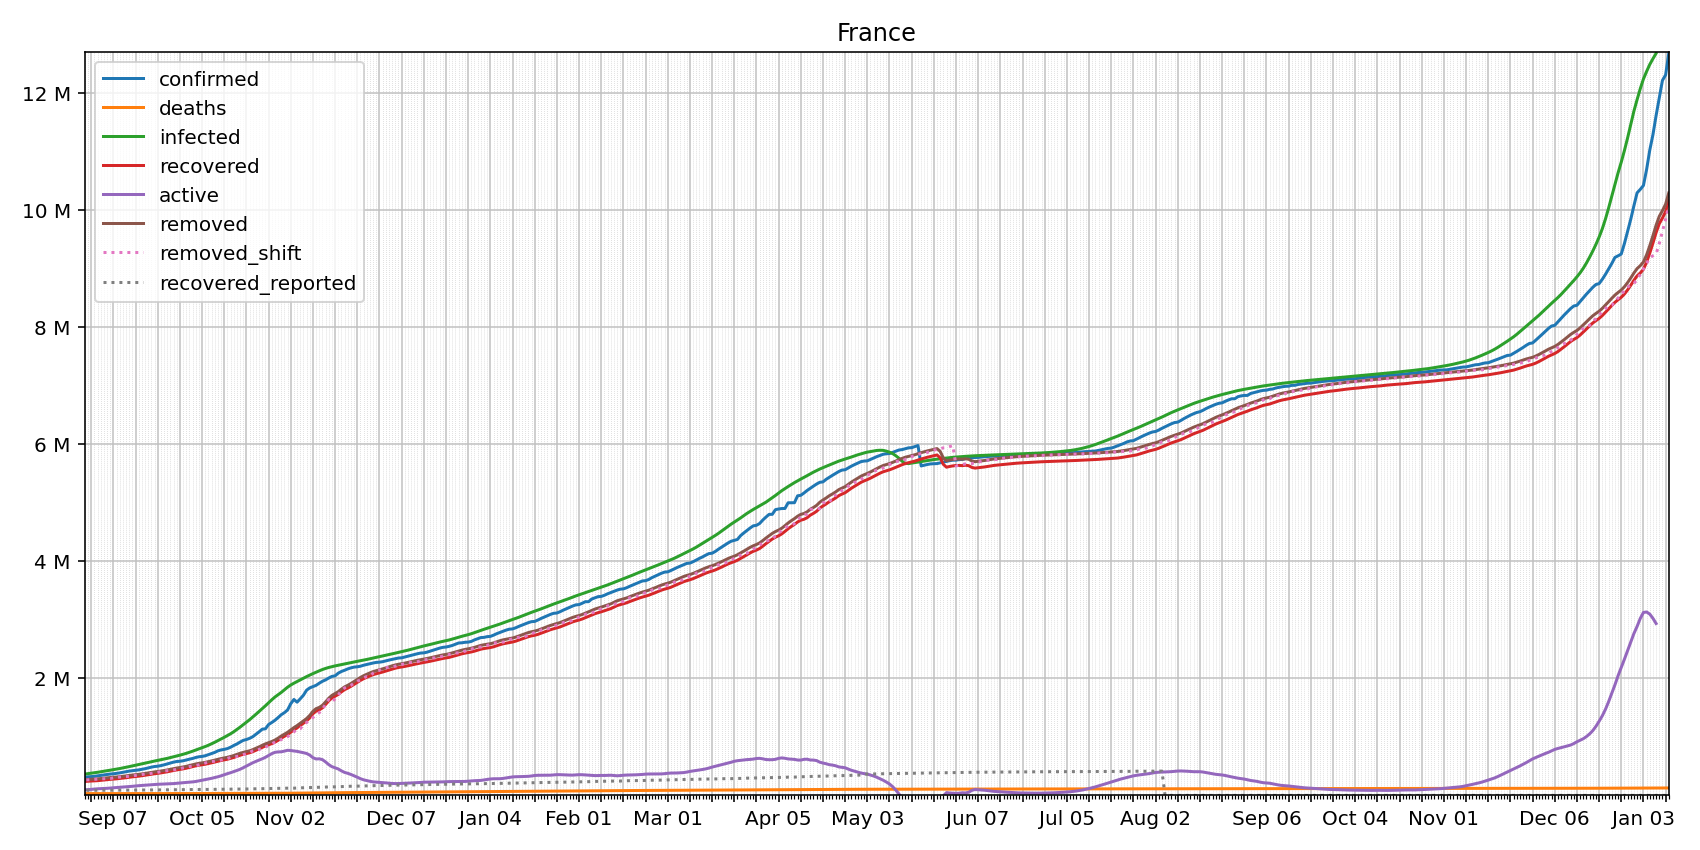 France
12 M
10 M
8 M
6 M
4 M
2 M
confirmed
deaths
infected
recovered
active
removed
removed_shift
recovered_reported
Sep 07 Oct 05 Nov 02 Dec 07 Jan 04 Feb 01 Mar 01 Apr 05 May 03 Jun 07 Jul 05 Aug 02 Sep 06 Oct 04 Nov 01 Dec 06 Jan 03